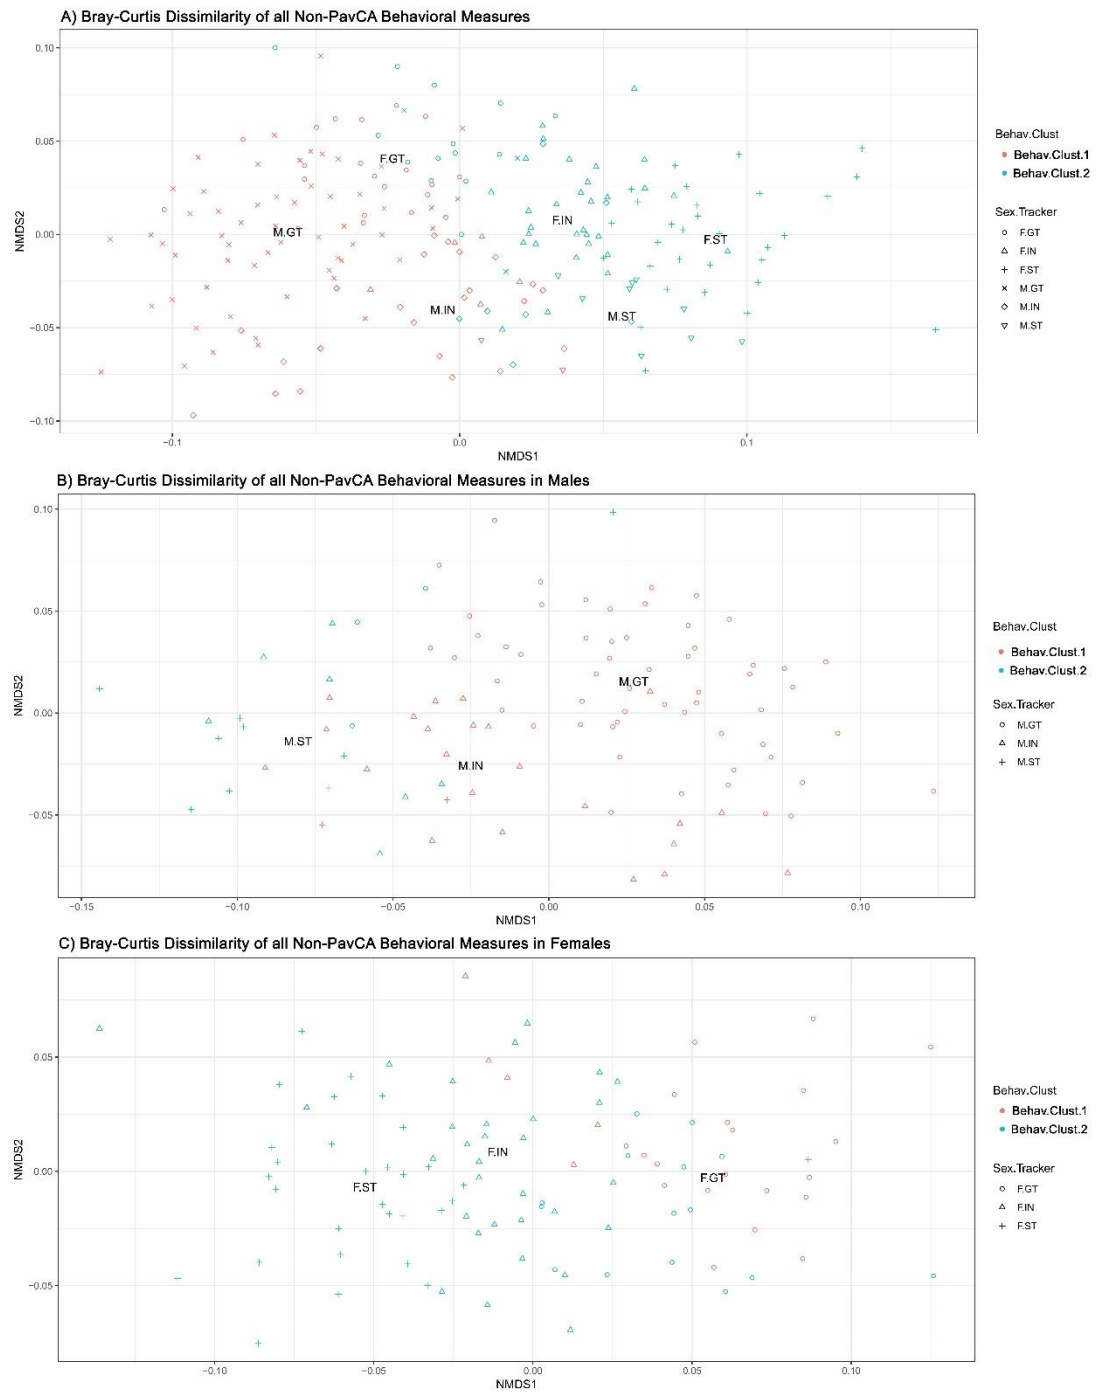 A) Bray-Curtis Dissimilarity of all Non-PavCA Behavioral Measures
0.10
0.05
0.00
−0.05
−0.10
NMDS2
F.GT
M.GT
F.IN
F.ST
M.IN
M.ST
−0.1
0.0
0.1
NMDS1
Behav.Clust
Behav.Clust.1
Behav.Clust.2
Sex.Tracker
F.GT
F.IN
F.ST
M.GT
M.IN
M.ST
B) Bray-Curtis Dissimilarity of all Non-PavCA Behavioral Measures in Males
0.10
0.05
0.00
−0.05
NMDS2
M.GT
M.ST
M.IN
−0.15
−0.10
−0.05
0.00
0.05
0.10
NMDS1
Behav.Clust
Behav.Clust.1
Behav.Clust.2
Sex.Tracker
M.GT
M.IN
M.ST
C) Bray-Curtis Dissimilarity of all Non-PavCA Behavioral Measures in Females
0.05
0.00
−0.05
NMDS2
F.IN
F.GT
F.ST
−0.10
−0.05
0.00
0.05
0.10
NMDS1
Behav.Clust
Behav.Clust.1
Behav.Clust.2
Sex.Tracker
F.GT
F.IN
F.ST